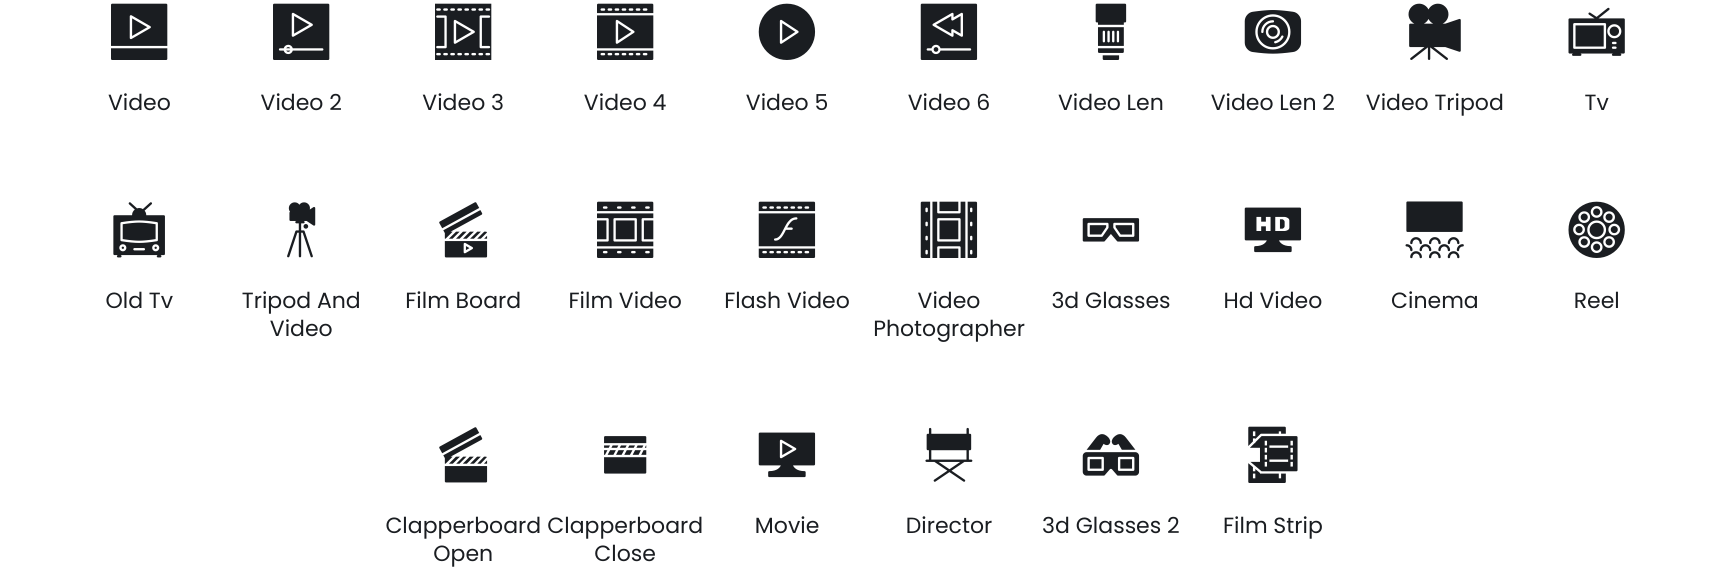 Video Video 2 Video 3 Video 4 Video 5 Video 6 Video Len Video Len 2 Video Tripod Tv
HD
Old Tv Tripod And Video Film Board Film Video Flash Video Video Photographer 3d Glasses Hd Video Cinema Reel
Clapperboard Open Clapperboard Close Movie Director 3d Glasses 2 Film Strip